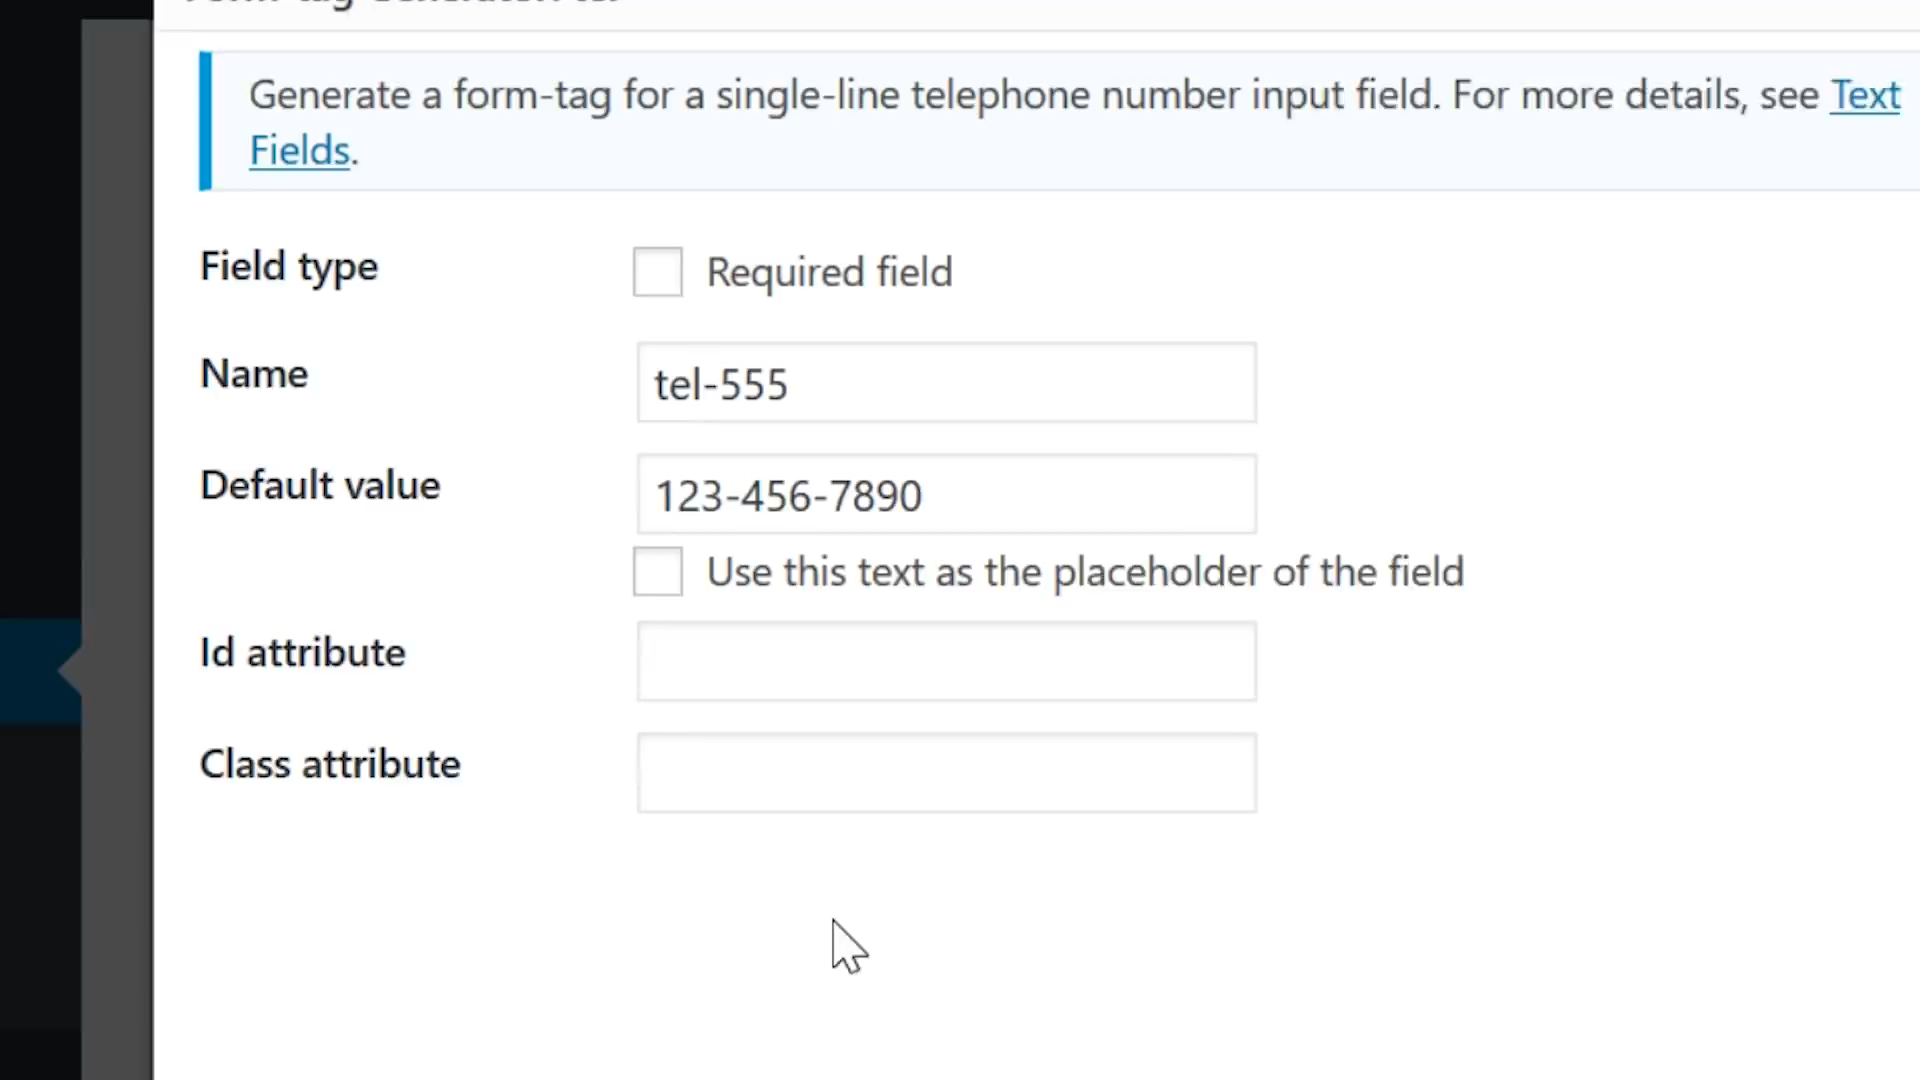 Generate a form-tag for a single-line telephone number input field. For more details, see Text
Fields.
Field type
Required field
Name
tel-555
Default value
123-456-7890
Use this text as the placeholder of the field
Id attribute
Class attribute